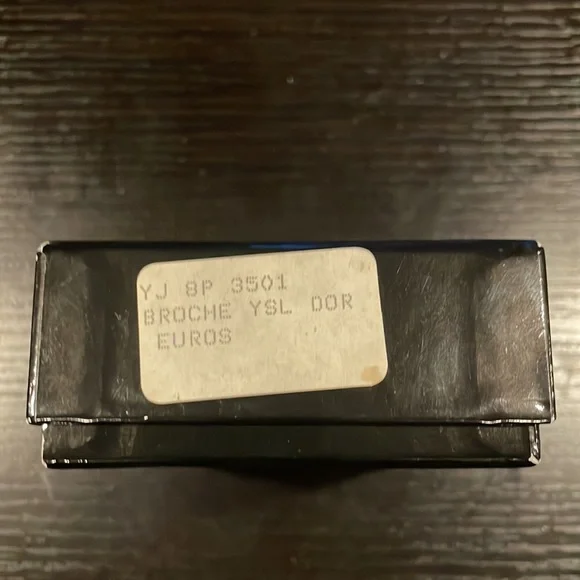 YJ 8P 3501
BROCHE YSL DOR
EUROS